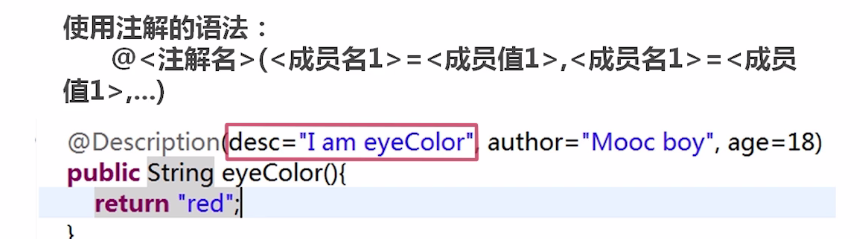 使用注解的语法：
@<注解名>(<成员名1>=<成员值1>,<成员名1>=<成员
值1>,...)
@Description(desc="I am eyeColor", author="Mooc boy", age=18)
public String eyeColor(){
return "red";
}